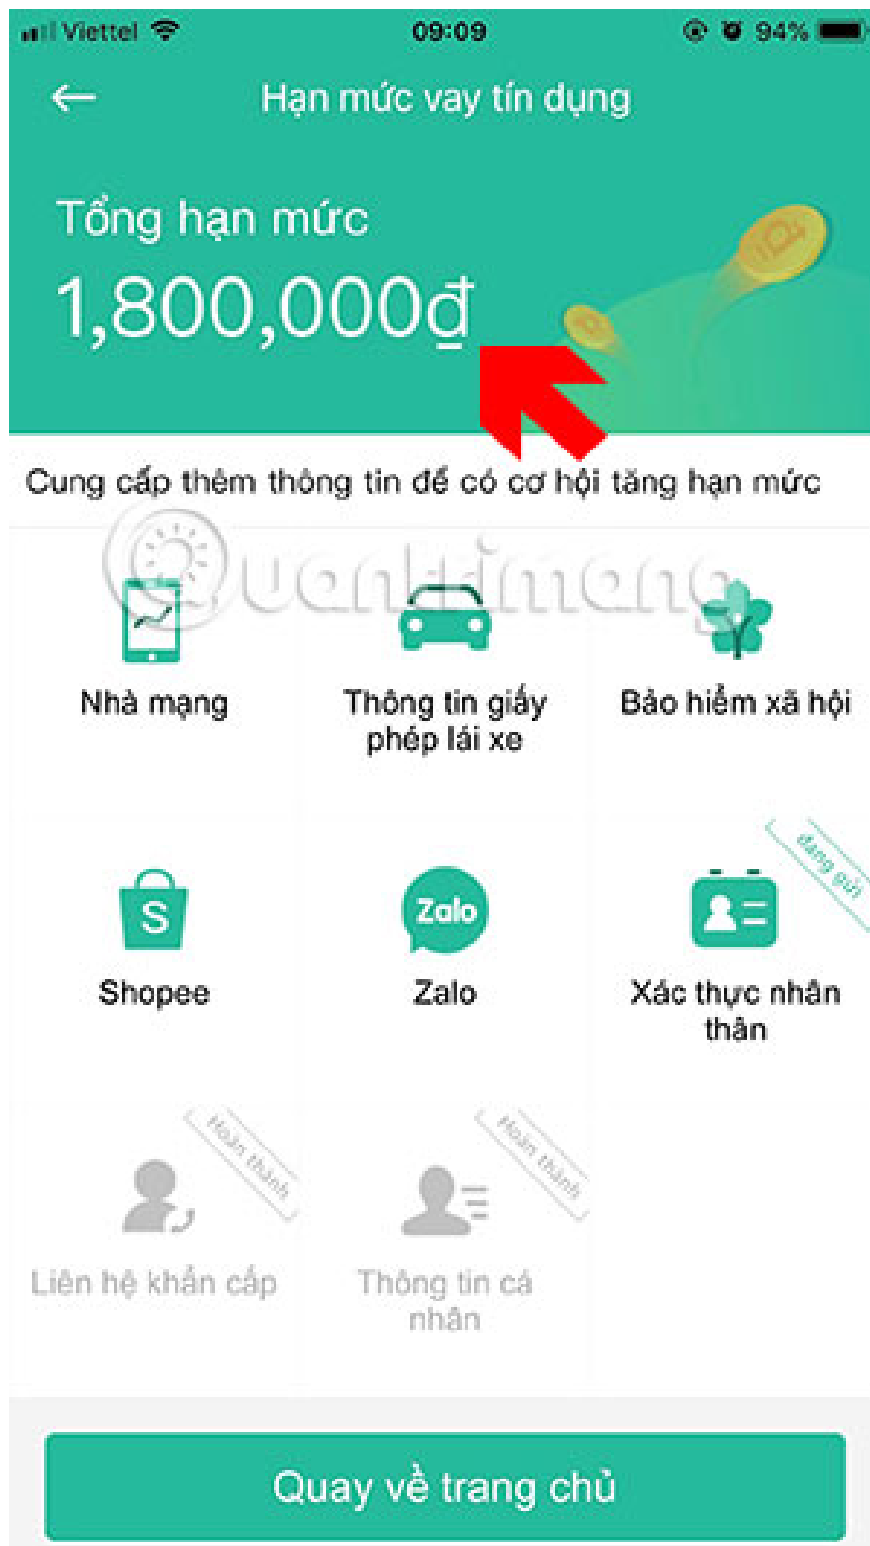 Viettel 09:09 94%
Hạn mức vay tín dụng
Tổng hạn mức
1,800,000₫
Cung cấp thêm thông tin để có cơ hội tăng hạn mức
Quantrimang
Nhà mạng
Thông tin giấy
phép lái xe
Bảo hiểm xã hội
đang gửi
S
Shopee
Zalo
Zalo
Xác thực nhân
thân
Hoàn thành
Liên hệ khẩn cấp
Hoàn thành
Thông tin cá
nhân
Quay về trang chủ